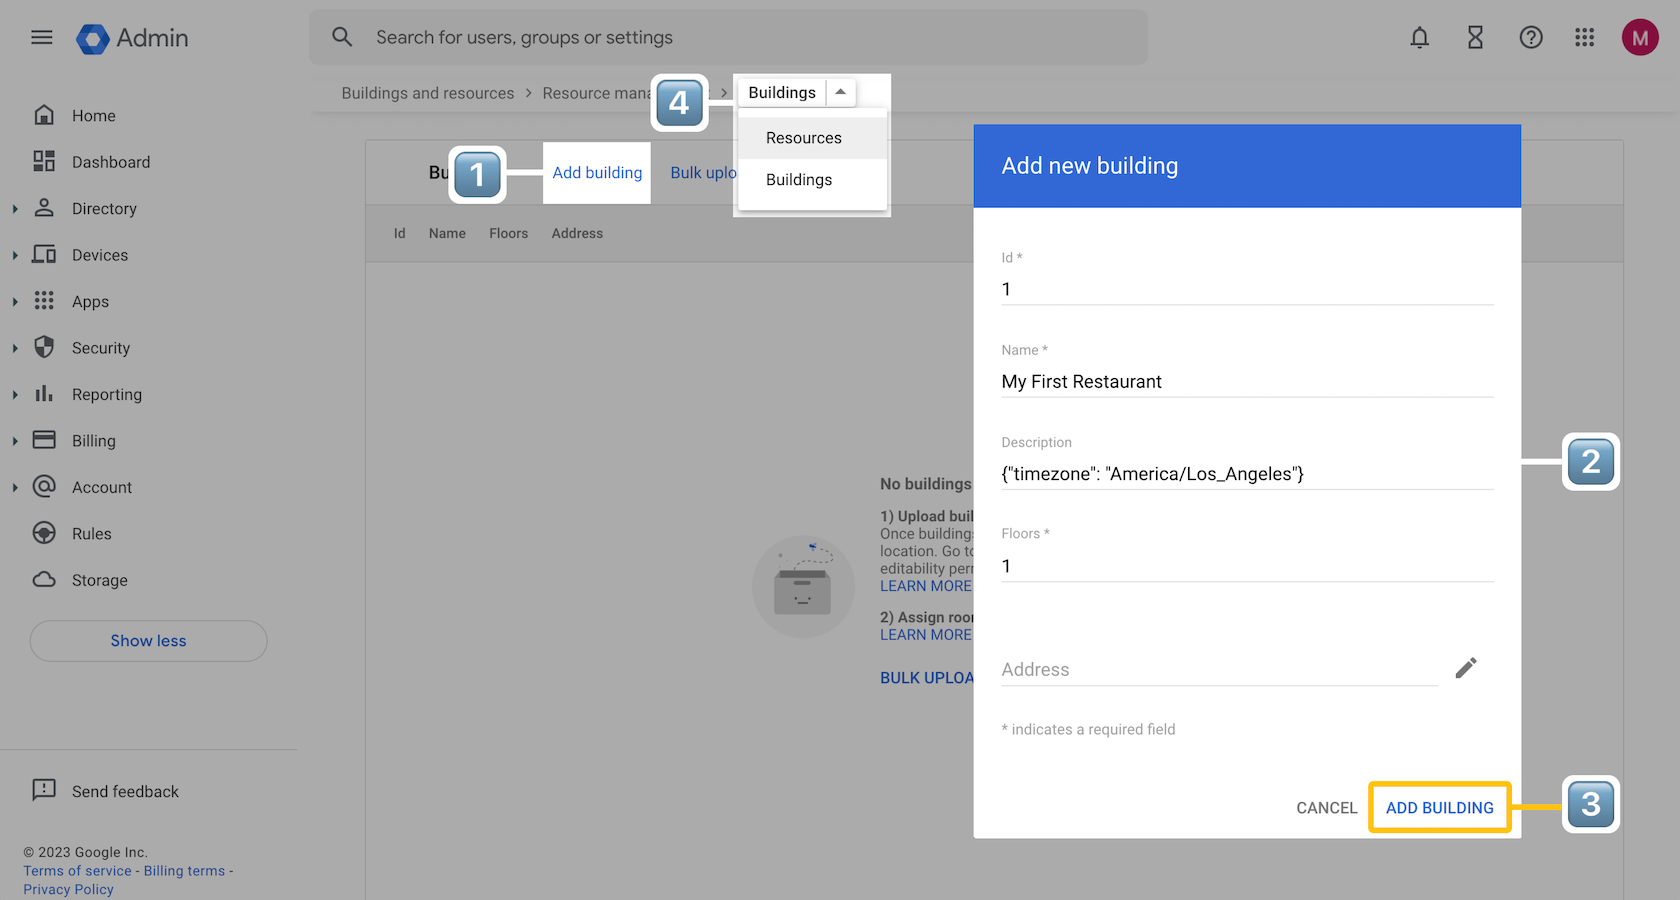 Admin
Search for users, groups or settings
M
Buildings and resources > Resource mana > Buildings
4
Resources
Buildings
1
Add building
Bulk uplo
Id Name Floors Address
Home
Dashboard
Directory
Devices
Apps
Security
Reporting
Billing
Account
Rules
Storage
Show less
Send feedback
© 2023 Google Inc.
Terms of service - Billing terms -
Privacy Policy
No buildings
1) Upload buil
Once building
location. Go to
editability per
LEARN MORE
2) Assign roo
LEARN MORE
BULK UPLOA
Add new building
Id *
1
Name *
My First Restaurant
Description
{"timezone": "America/Los_Angeles"}
2
Floors *
1
Address
* indicates a required field
CANCEL ADD BUILDING
3